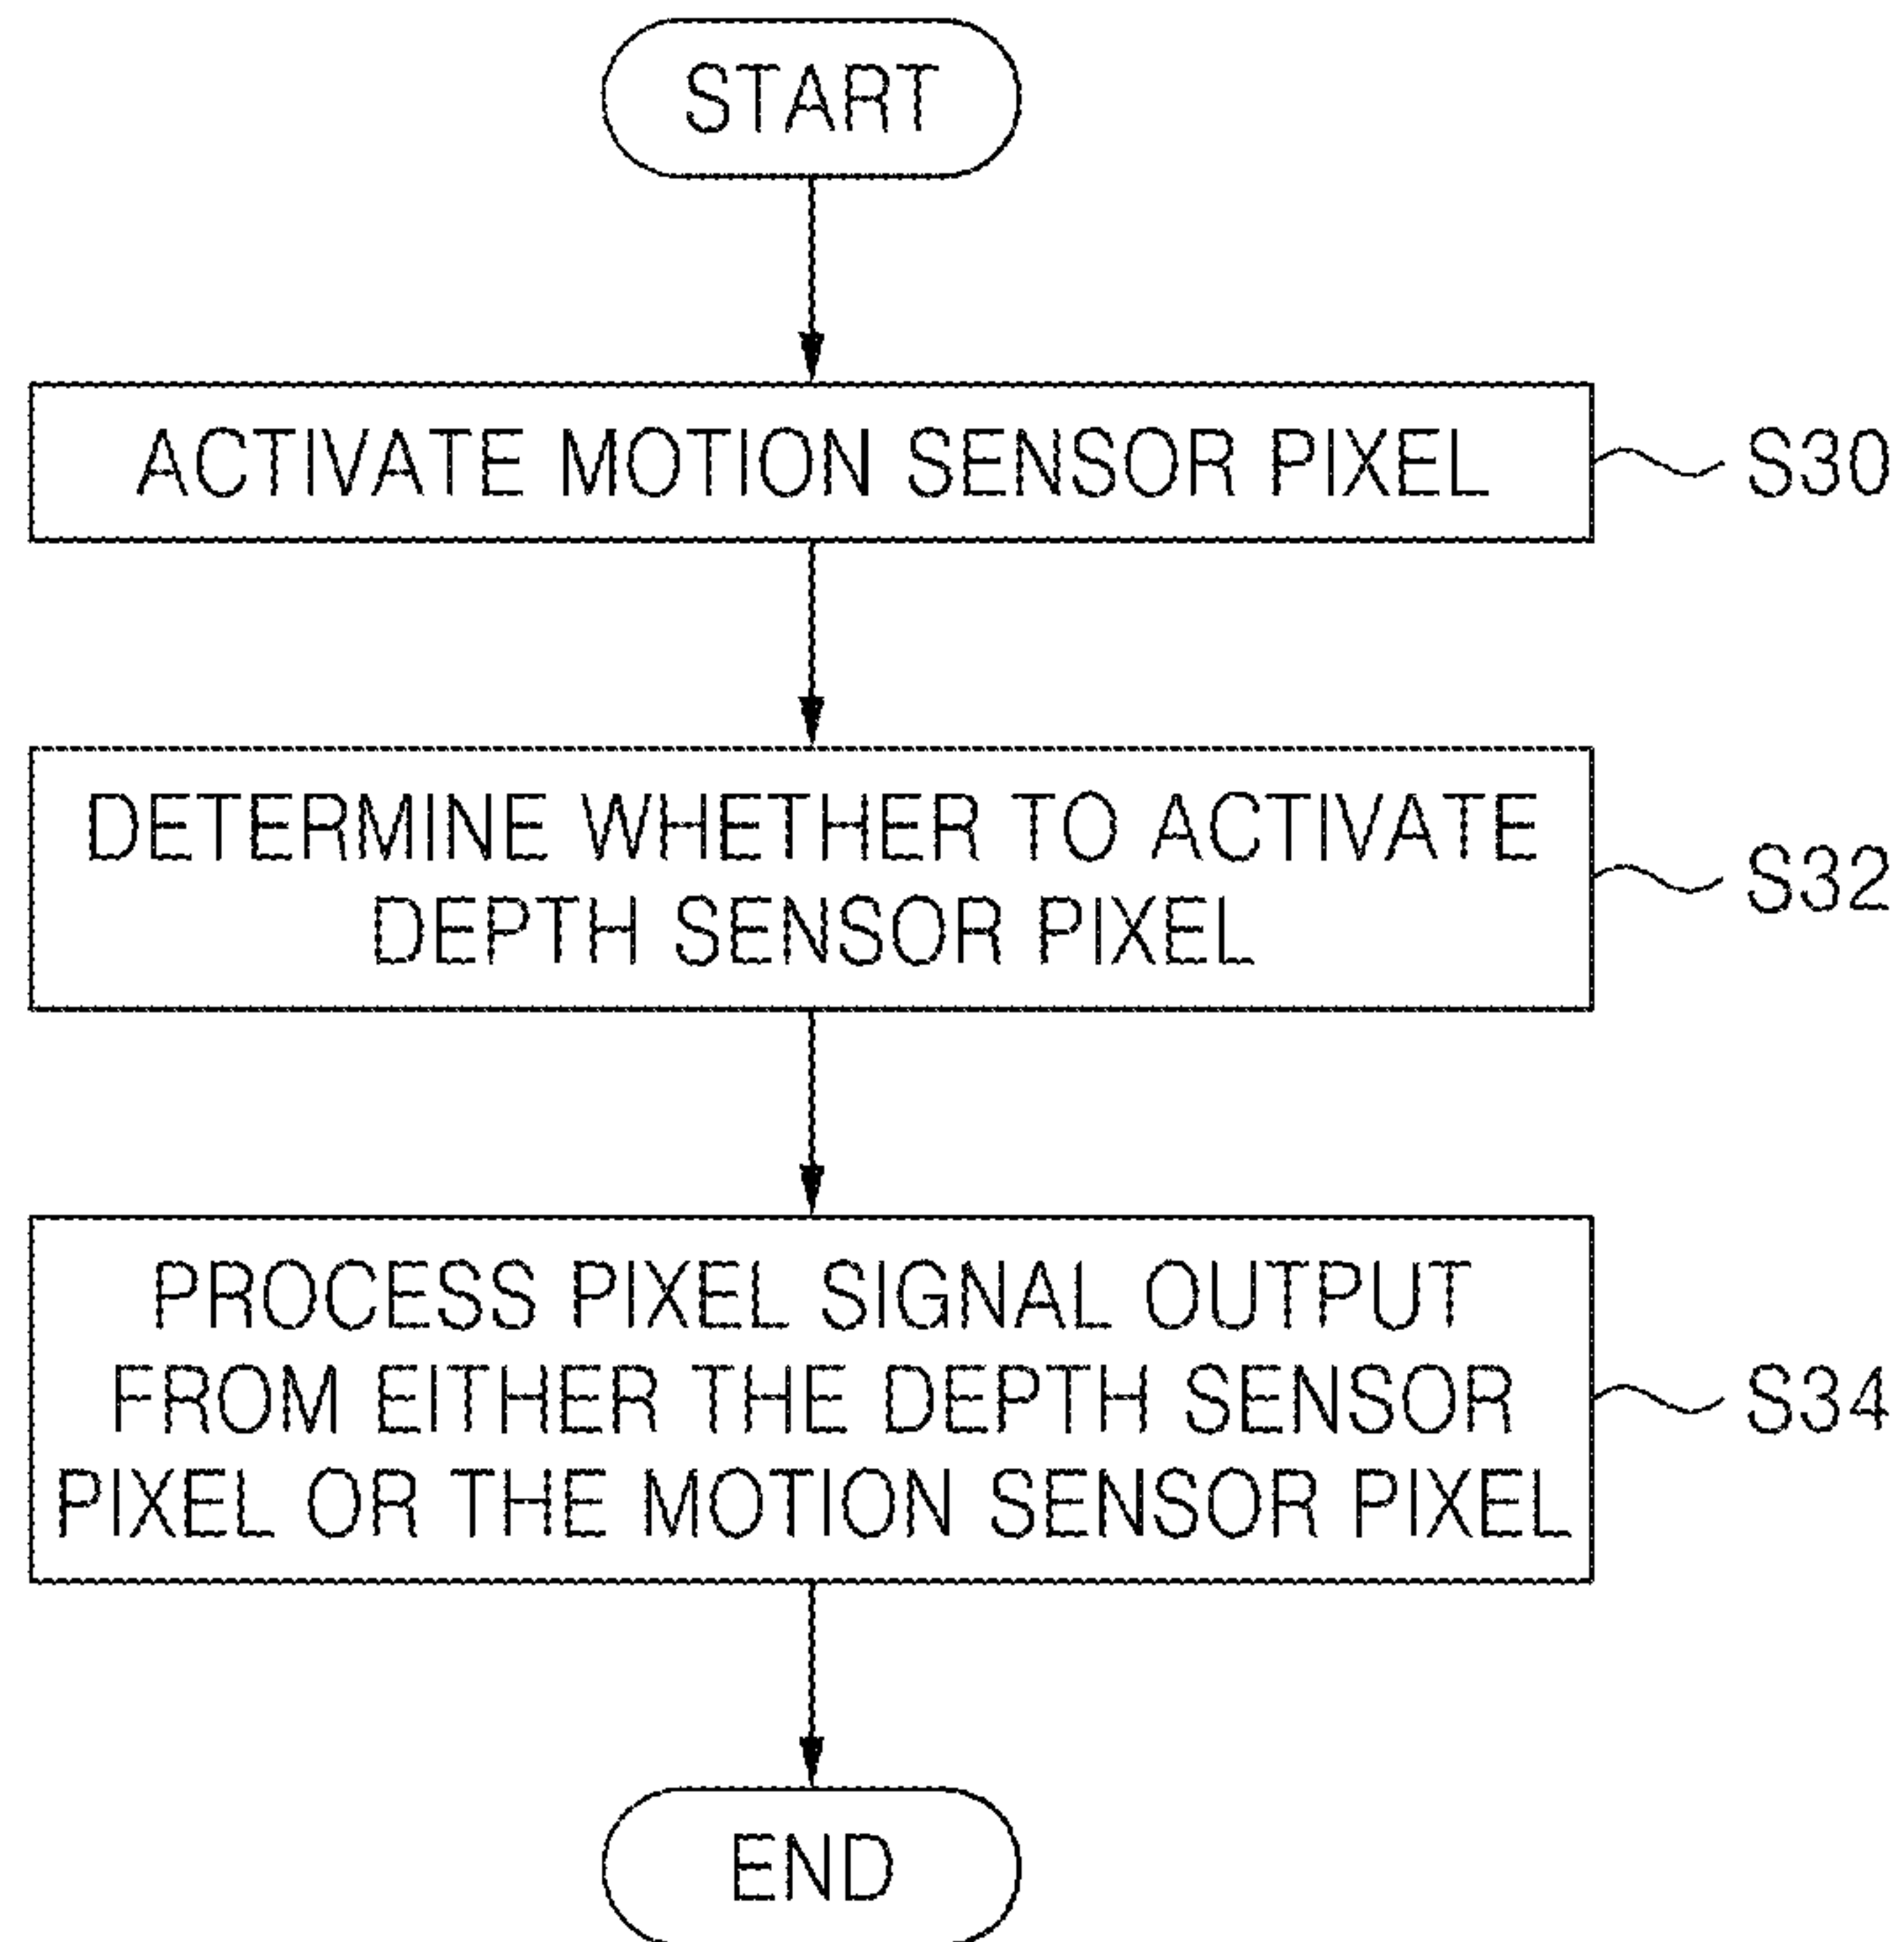 START
ACTIVATE MOTION SENSOR PIXEL
S30
DETERMINE WHETHER TO ACTIVATE
DEPTH SENSOR PIXEL
S32
PROCESS PIXEL SIGNAL OUTPUT
FROM EITHER THE DEPTH SENSOR
PIXEL OR THE MOTION SENSOR PIXEL
S34
END